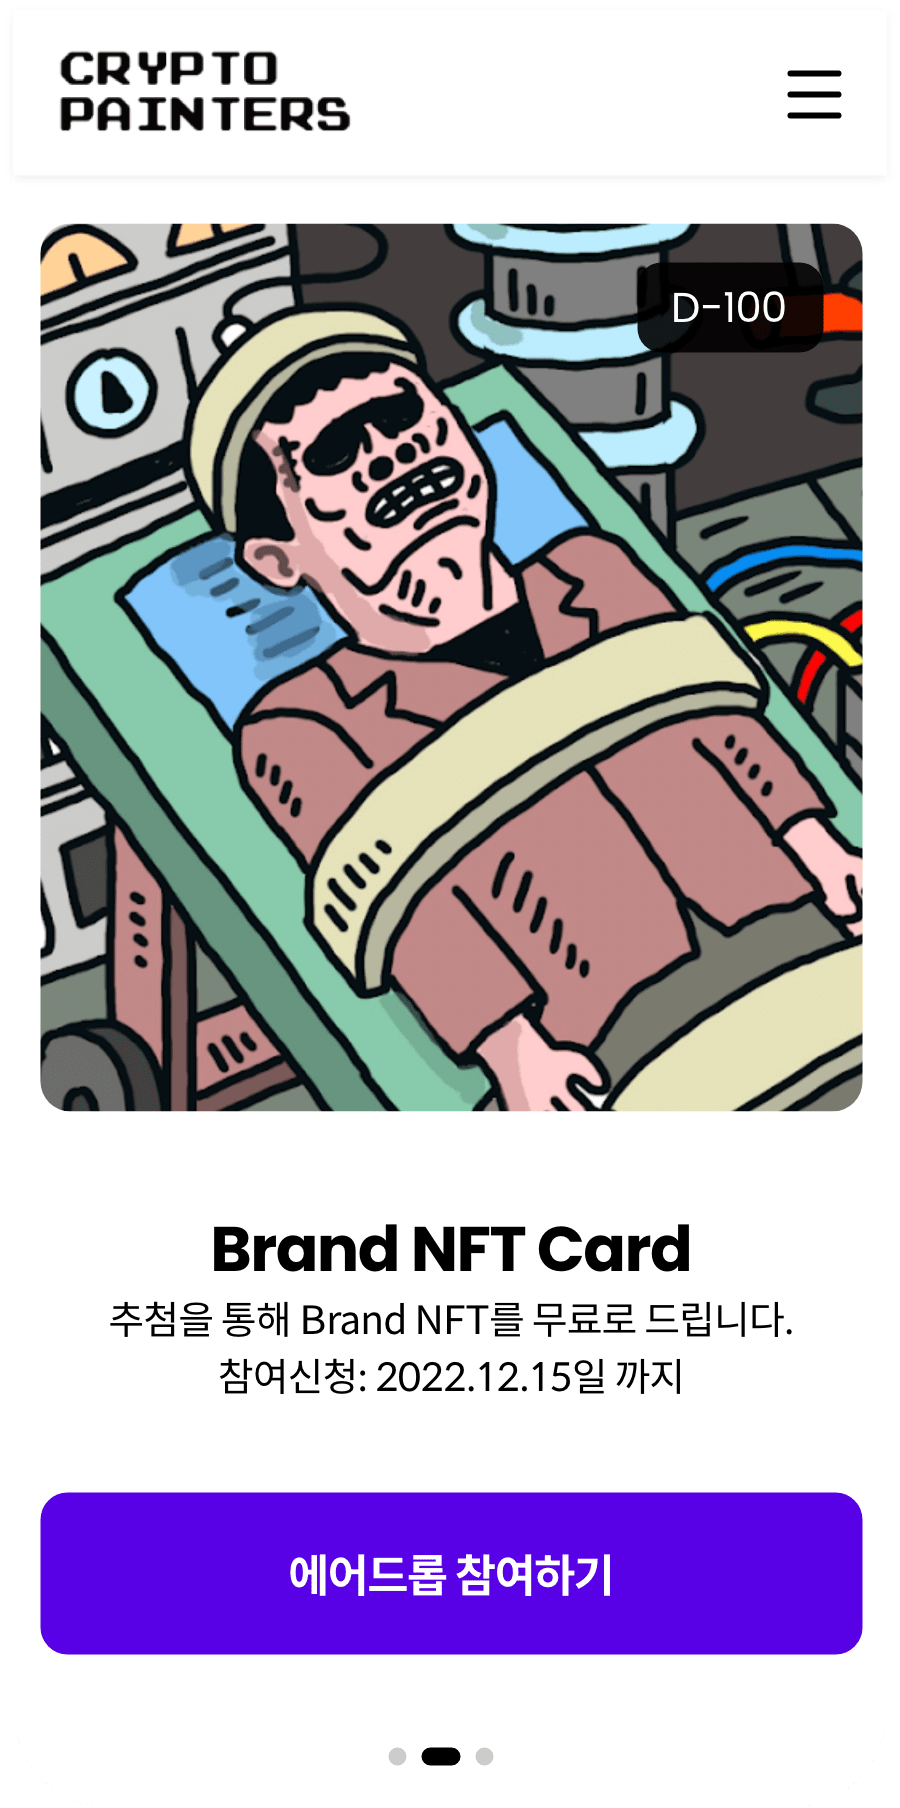 CRYPTO
PAINTERS
D-100
Brand NFT Card
추첨을 통해 Brand NFT를 무료로 드립니다.
참여신청: 2022.12.15일 까지
에어드롭 참여하기